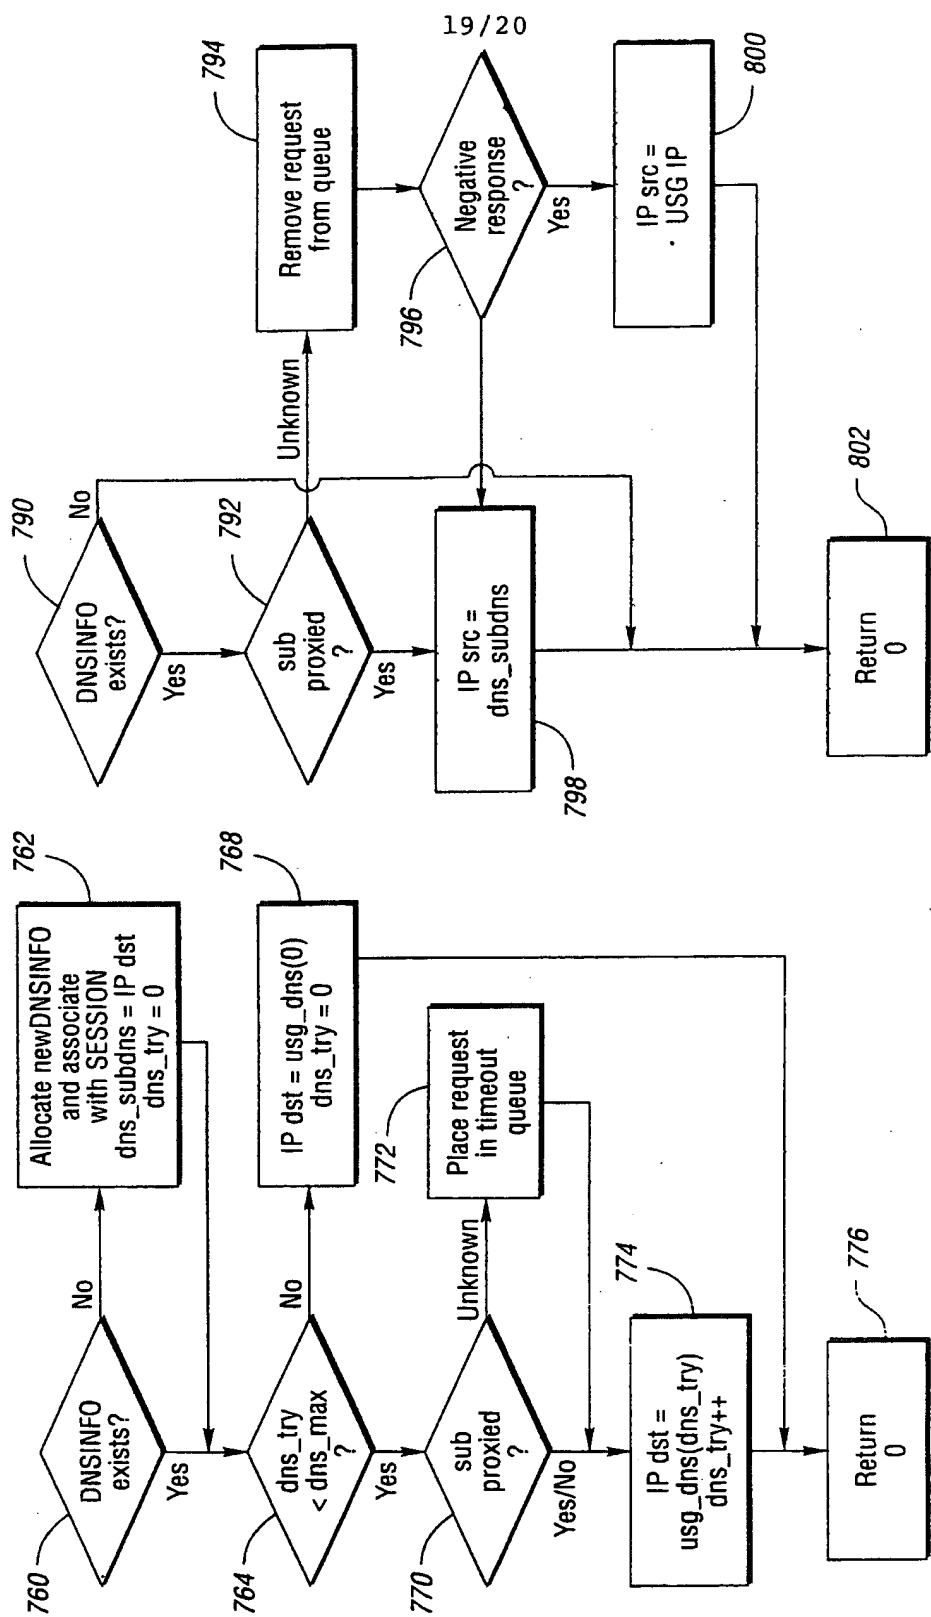 19/20
760
DNSINFO
exists?
No
Yes
762
Allocate newDNSINFO
and associate
with SESSION
dns_subdns = IP dst
dns_try = 0
764
dns_try
< dns_max
?
No
Yes
768
IP dst = usg_dns(0)
dns_try = 0
770
sub
proxied
?
Unknown
Yes/No
772
Place request
in timeout
queue
774
IP dst =
usg_dns(dns_try)
dns_try++
776
Return
0
790
DNSINFO
exists?
No
Yes
792
sub
proxied
?
Unknown
Yes
794
Remove request
from queue
796
Negative
response
?
Yes
798
IP src =
dns_subdns
800
IP src =
USG IP
802
Return
0